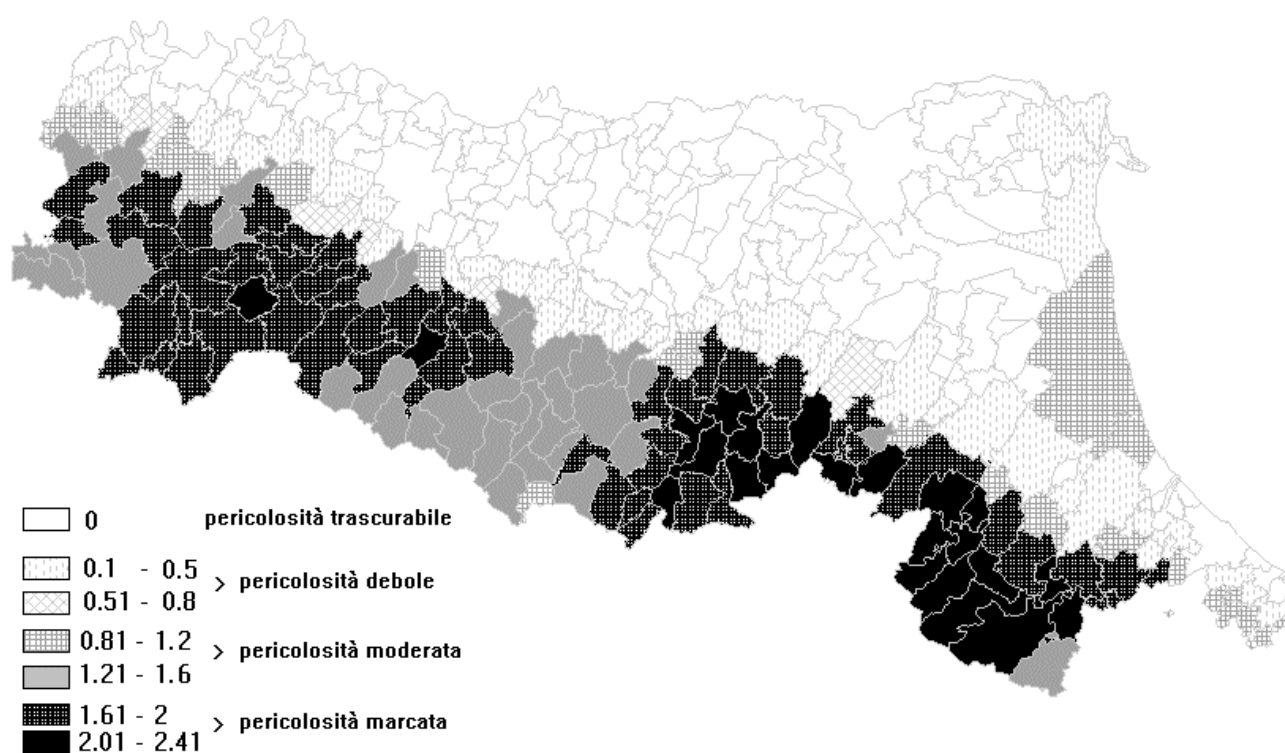 0 pericolosità trascurabile
0.1 - 0.5
> pericolosità debole
0.51 - 0.8
0.81 - 1.2
> pericolosità moderata
1.21 - 1.6
1.61 - 2
> pericolosità marcata
2.01 - 2.41